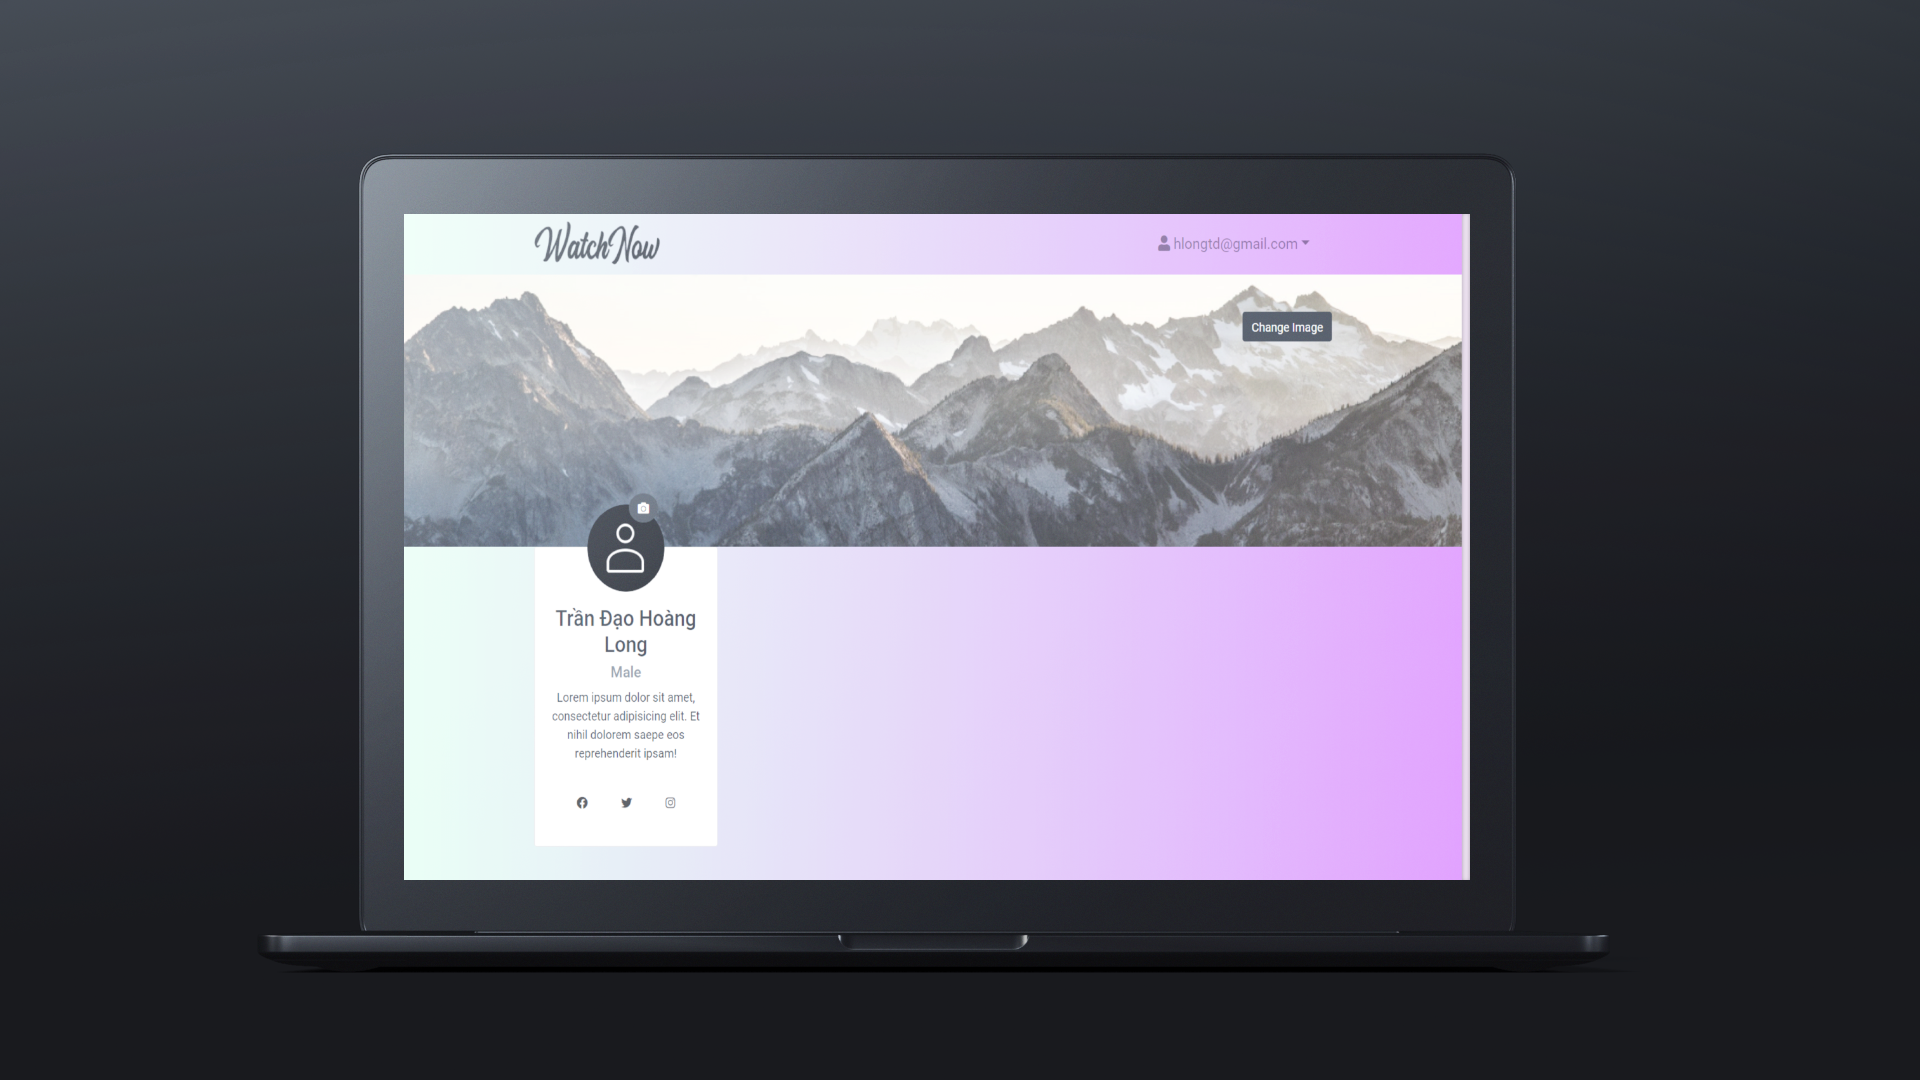 WatchNow
hlongtd@gmail.com
Change Image
Trần Đạo Hoàng
Long
Male
Lorem ipsum dolor sit amet,
consectetur adipisicing elit. Et
nihil dolorem saepe eos
reprehenderit ipsam!